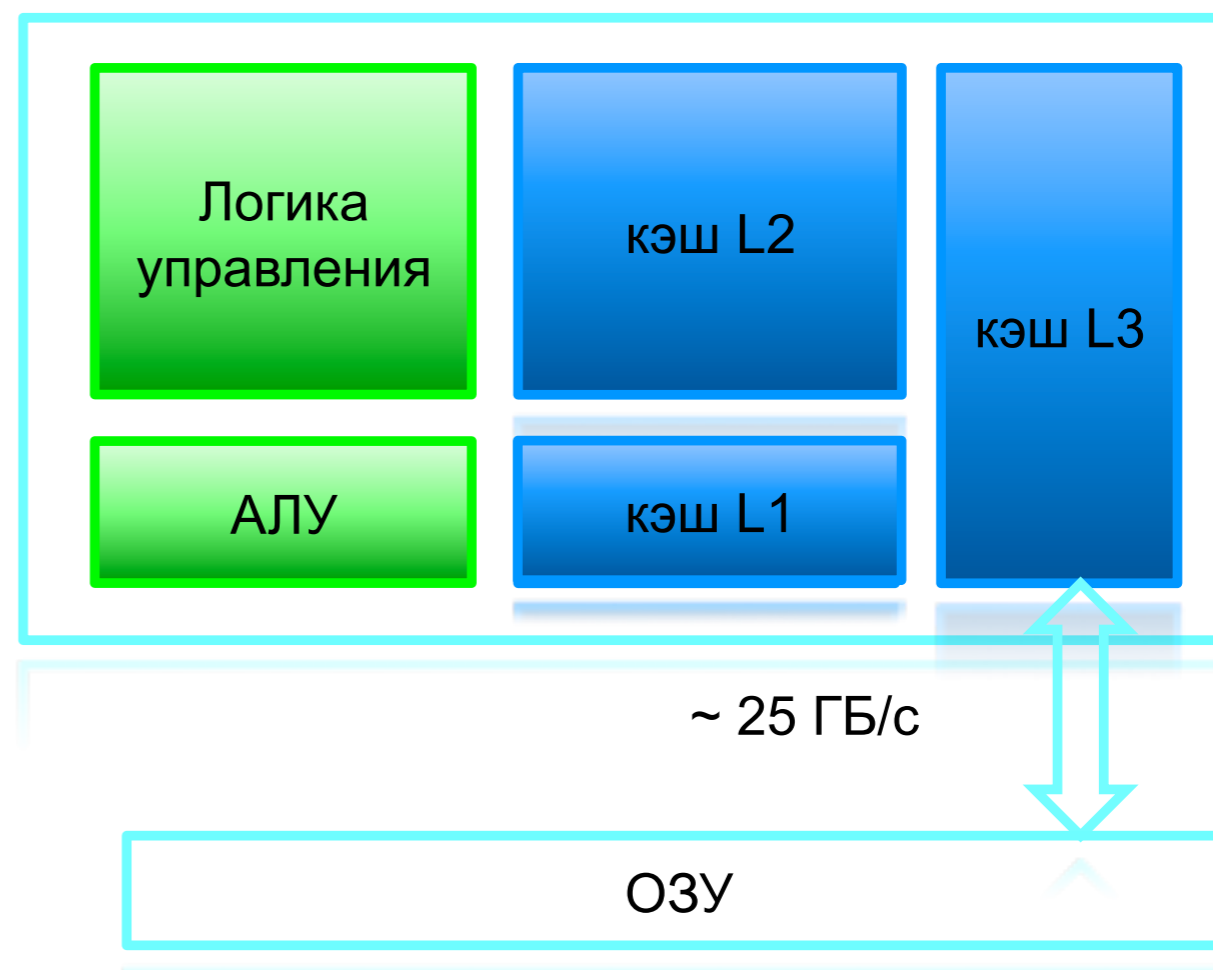 Логика
управления
кэш L2
кэш L3
АЛУ
кэш L1
~ 25 ГБ/с
ОЗУ